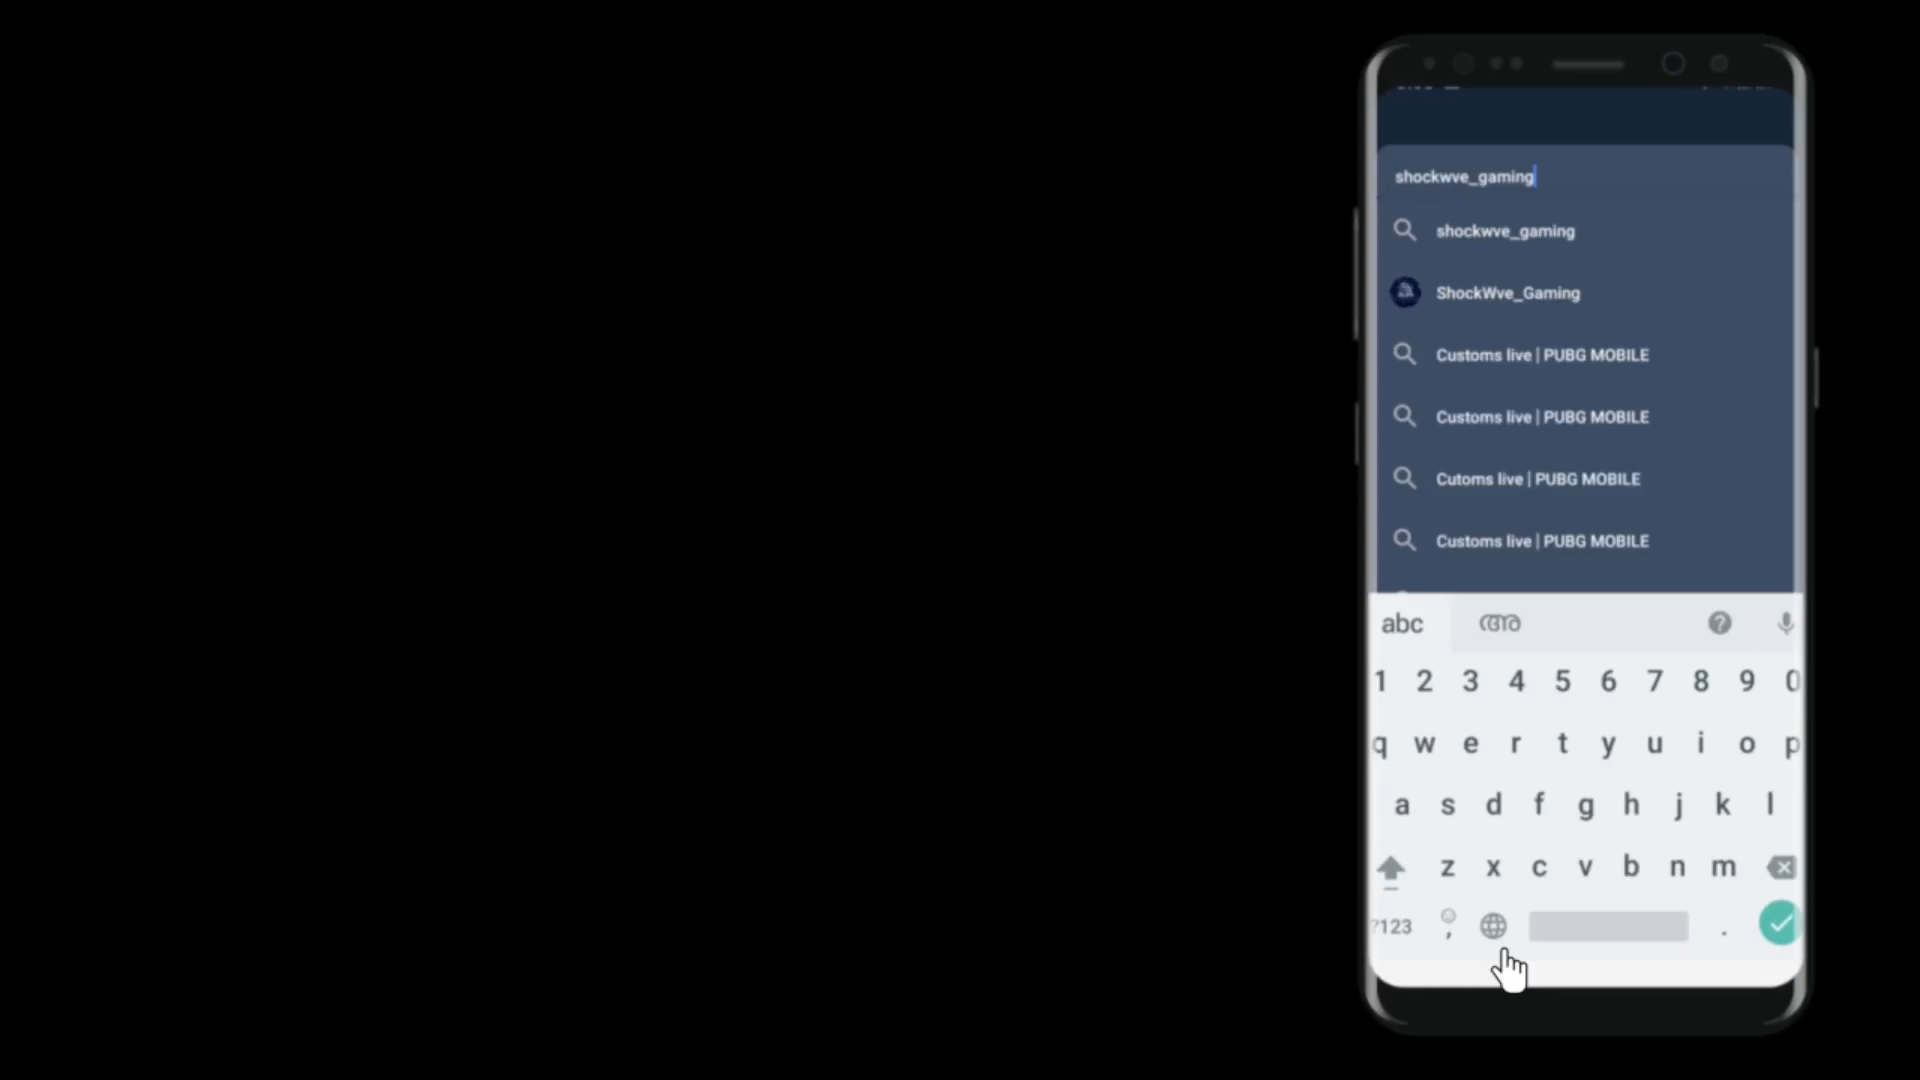 shockwve_gaming
shockwve_gaming
ShockWve_Gaming
Customs live | PUBG MOBILE
Customs live | PUBG MOBILE
Cutoms live | PUBG MOBILE
Customs live | PUBG MOBILE
abc അ
1 2 3 4 5 6 7 8 9 0
q w e r t y u i o p
a s d f g h j k l
z x c v b n m
?123 , .